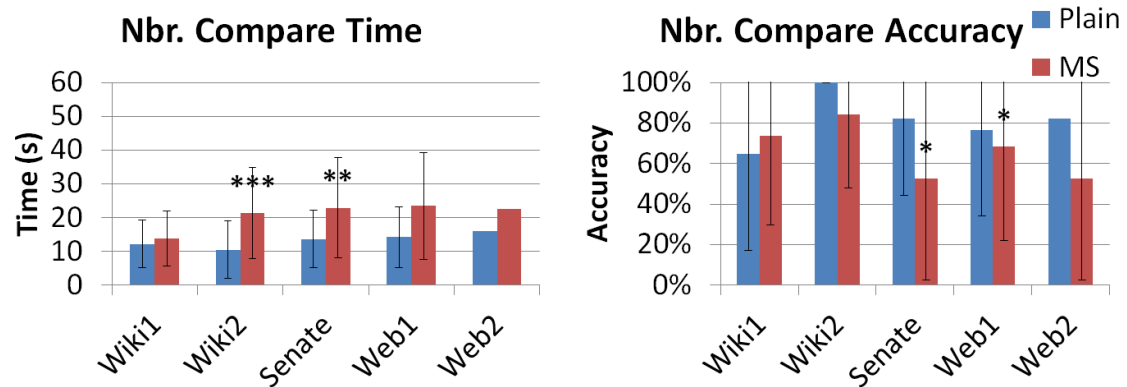 Nbr. Compare Time
Time (s)
60
50
40
30
20
10
0
***
**
Wiki1
Wiki2
Senate
Web1
Web2
Nbr. Compare Accuracy
Plain
MS
Accuracy
100%
80%
60%
40%
20%
0%
*
*
Wiki1
Wiki2
Senate
Web1
Web2